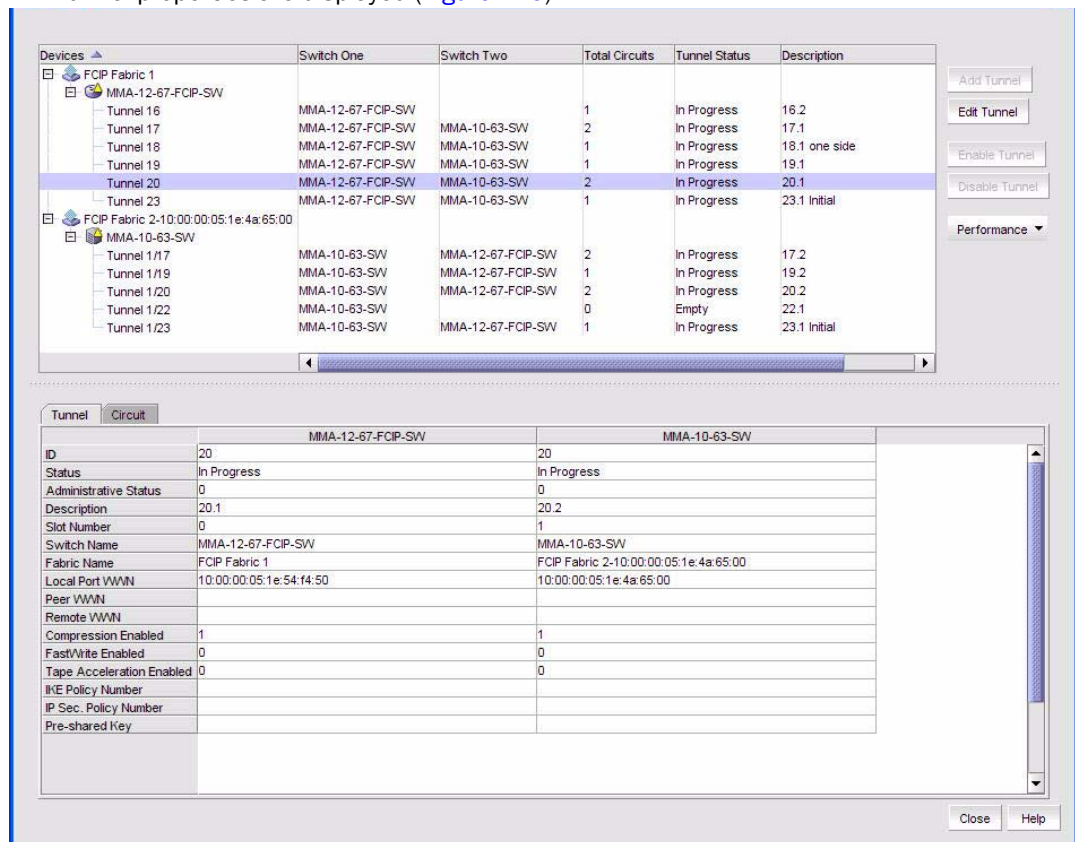 Devices Switch One Switch Two Total Circuits Tunnel Status Description
FCIP Fabric 1
MMA-12-67-FCIP-SW
Tunnel 16 MMA-12-67-FCIP-SW 1 In Progress 16.2
Tunnel 17 MMA-12-67-FCIP-SW MMA-10-63-SW 2 In Progress 17.1
Tunnel 18 MMA-12-67-FCIP-SW MMA-10-63-SW 1 In Progress 18.1 one side
Tunnel 19 MMA-12-67-FCIP-SW MMA-10-63-SW 1 In Progress 19.1
Tunnel 20 MMA-12-67-FCIP-SW MMA-10-63-SW 2 In Progress 20.1
Tunnel 23 MMA-12-67-FCIP-SW MMA-10-63-SW 1 In Progress 23.1 Initial
FCIP Fabric 2-10:00:00:05:1e:4a:65:00
MMA-10-63-SW
Tunnel 1/17 MMA-10-63-SW MMA-12-67-FCIP-SW 2 In Progress 17.2
Tunnel 1/19 MMA-10-63-SW MMA-12-67-FCIP-SW 1 In Progress 19.2
Tunnel 1/20 MMA-10-63-SW MMA-12-67-FCIP-SW 2 In Progress 20.2
Tunnel 1/22 MMA-10-63-SW 0 Empty 22.1
Tunnel 1/23 MMA-10-63-SW MMA-12-67-FCIP-SW 1 In Progress 23.1 Initial
Add Tunnel
Edit Tunnel
Enable Tunnel
Disable Tunnel
Performance
Tunnel Circuit
MMA-12-67-FCIP-SW MMA-10-63-SW
ID 20 20
Status In Progress In Progress
Administrative Status 0 0
Description 20.1 20.2
Slot Number 0 1
Switch Name MMA-12-67-FCIP-SW MMA-10-63-SW
Fabric Name FCIP Fabric 1 FCIP Fabric 2-10:00:00:05:1e:4a:65:00
Local Port WWN 10:00:00:05:1e:54:f4:50 10:00:00:05:1e:4a:65:00
Peer WWN
Remote WWN
Compression Enabled 1 1
FastWrite Enabled 0 0
Tape Acceleration Enabled 0 0
IKE Policy Number
IP Sec. Policy Number
Pre-shared Key
Close Help